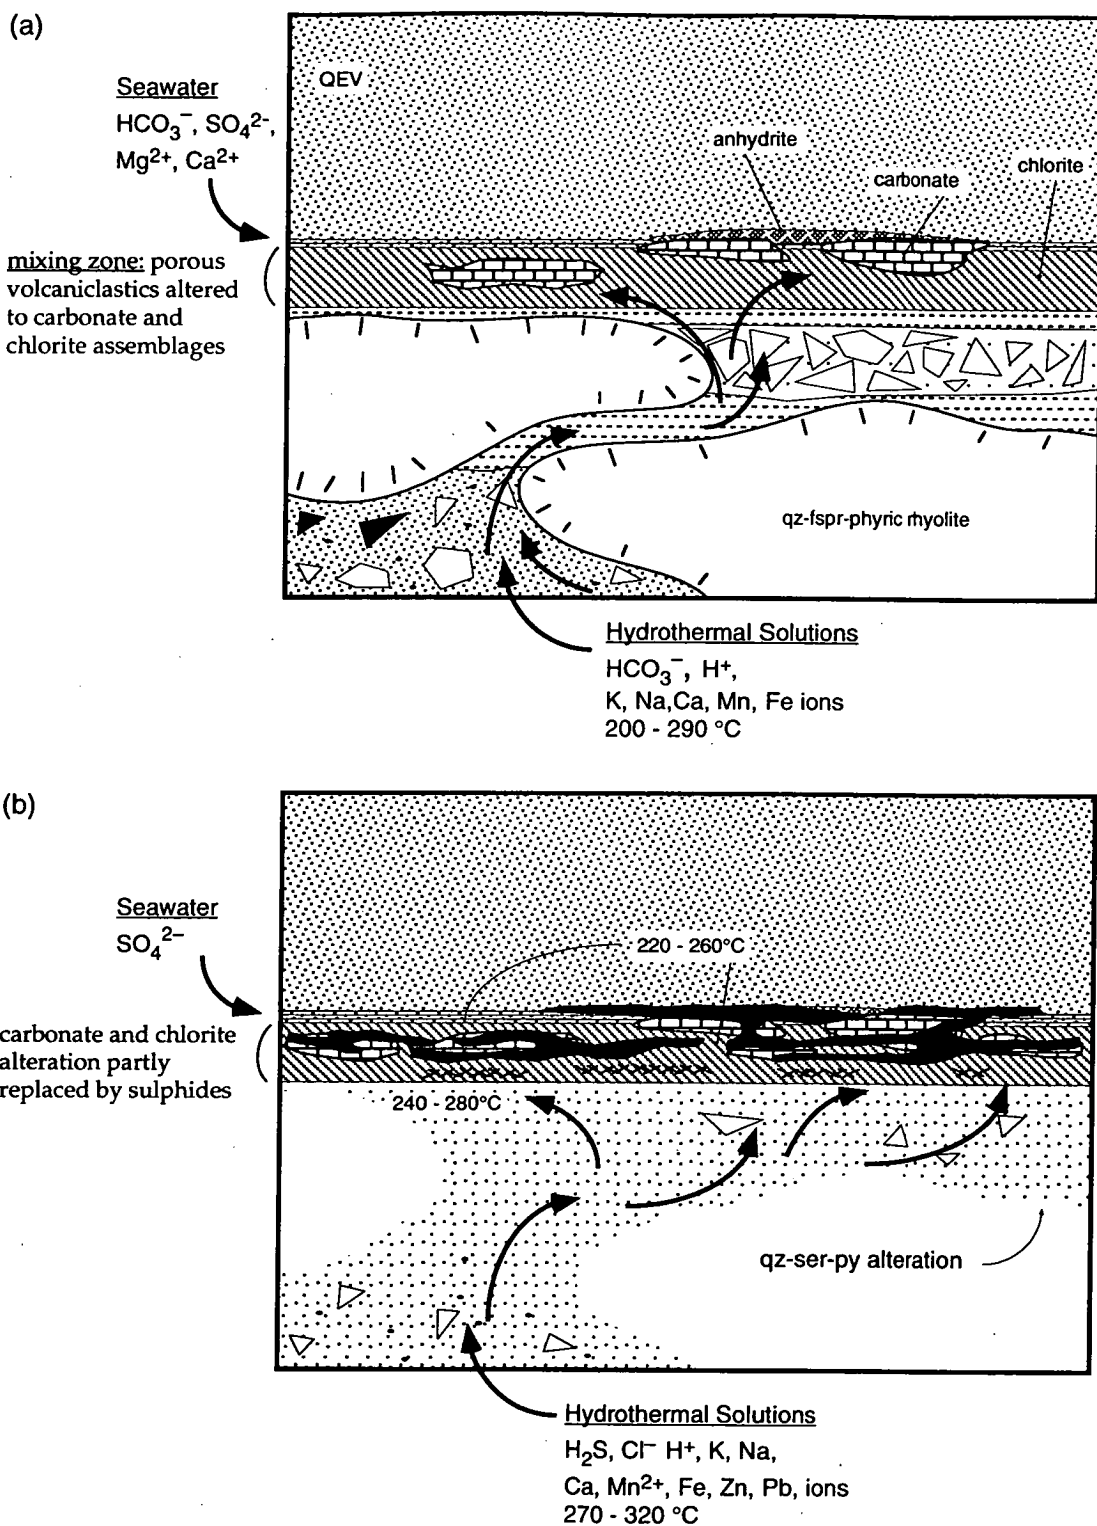 (a)
QEV
Seawater
HCO₃⁻, SO₄²⁻,
Mg²⁺, Ca²⁺
anhydrite
carbonate
chlorite
mixing zone: porous
volcaniclastics altered
to carbonate and
chlorite assemblages
qz-fspr-phyric rhyolite
Hydrothermal Solutions
HCO₃⁻, H⁺,
K, Na,Ca, Mn, Fe ions
200 - 290 °C
(b)
Seawater
SO₄²⁻
220 - 260°C
carbonate and chlorite
alteration partly
replaced by sulphides
240 - 280°C
qz-ser-py alteration
Hydrothermal Solutions
H₂S, Cl⁻ H⁺, K, Na,
Ca, Mn²⁺, Fe, Zn, Pb, ions
270 - 320 °C